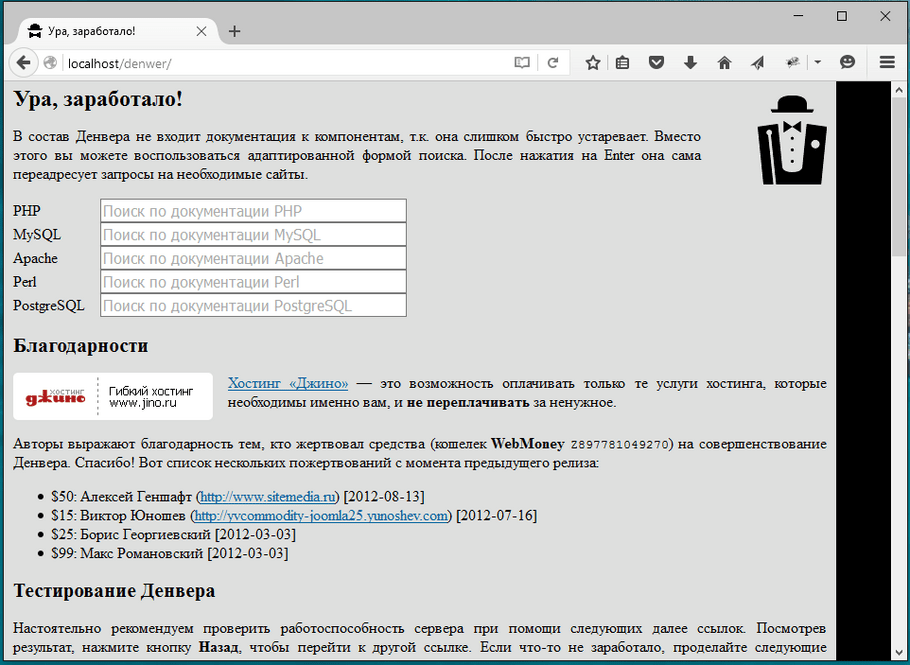 Ура, заработало!
localhost/denwer/
Ура, заработало!
В состав Денвера не входит документация к компонентам, т.к. она слишком быстро устаревает. Вместо
этого вы можете воспользоваться адаптированной формой поиска. После нажатия на Enter она сама
переадресует запросы на необходимые сайты.
PHP Поиск по документации PHP
MySQL Поиск по документации MySQL
Apache Поиск по документации Apache
Perl Поиск по документации Perl
PostgreSQL Поиск по документации PostgreSQL
Благодарности
хостинг
джино
Гибкий хостинг
www.jino.ru
Хостинг «Джино» — это возможность оплачивать только те услуги хостинга, которые
необходимы именно вам, и не переплачивать за ненужное.
Авторы выражают благодарность тем, кто жертвовал средства (кошелек WebMoney Z897781049270) на совершенствование
Денвера. Спасибо! Вот список нескольких пожертвований с момента предыдущего релиза:
• $50: Алексей Геншафт (http://www.sitemedia.ru) [2012-08-13]
• $15: Виктор Юношев (http://yvcommodity-joomla25.yunoshev.com) [2012-07-16]
• $25: Борис Георгиевский [2012-03-03]
• $99: Макс Романовский [2012-03-03]
Тестирование Денвера
Настоятельно рекомендуем проверить работоспособность сервера при помощи следующих далее ссылок. Посмотрев
результат, нажмите кнопку Назад, чтобы перейти к другой ссылке. Если что-то не заработало, проделайте следующие